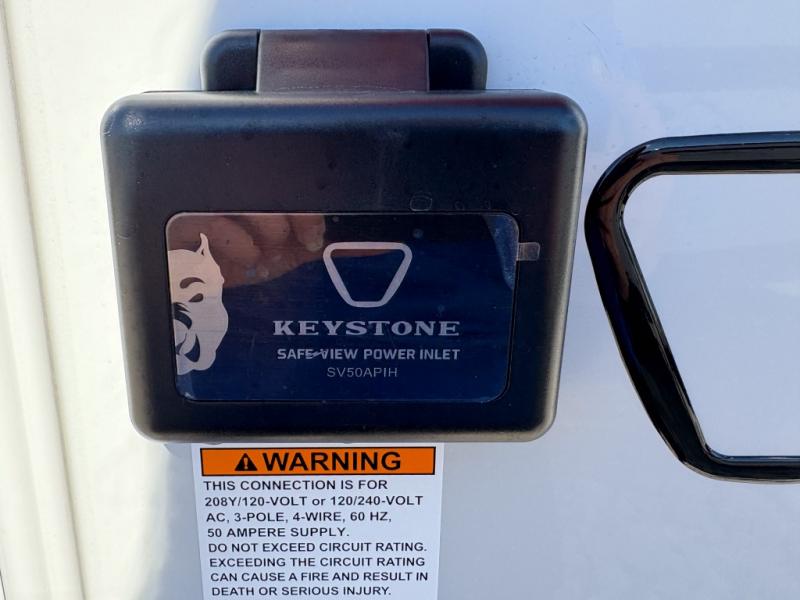 KEYSTONE
SAFE-VIEW POWER INLET
SV50APIH
WARNING
THIS CONNECTION IS FOR
208Y/120-VOLT or 120/240-VOLT
AC, 3-POLE, 4-WIRE, 60 HZ,
50 AMPERE SUPPLY.
DO NOT EXCEED CIRCUIT RATING.
EXCEEDING THE CIRCUIT RATING
CAN CAUSE A FIRE AND RESULT IN
DEATH OR SERIOUS INJURY.